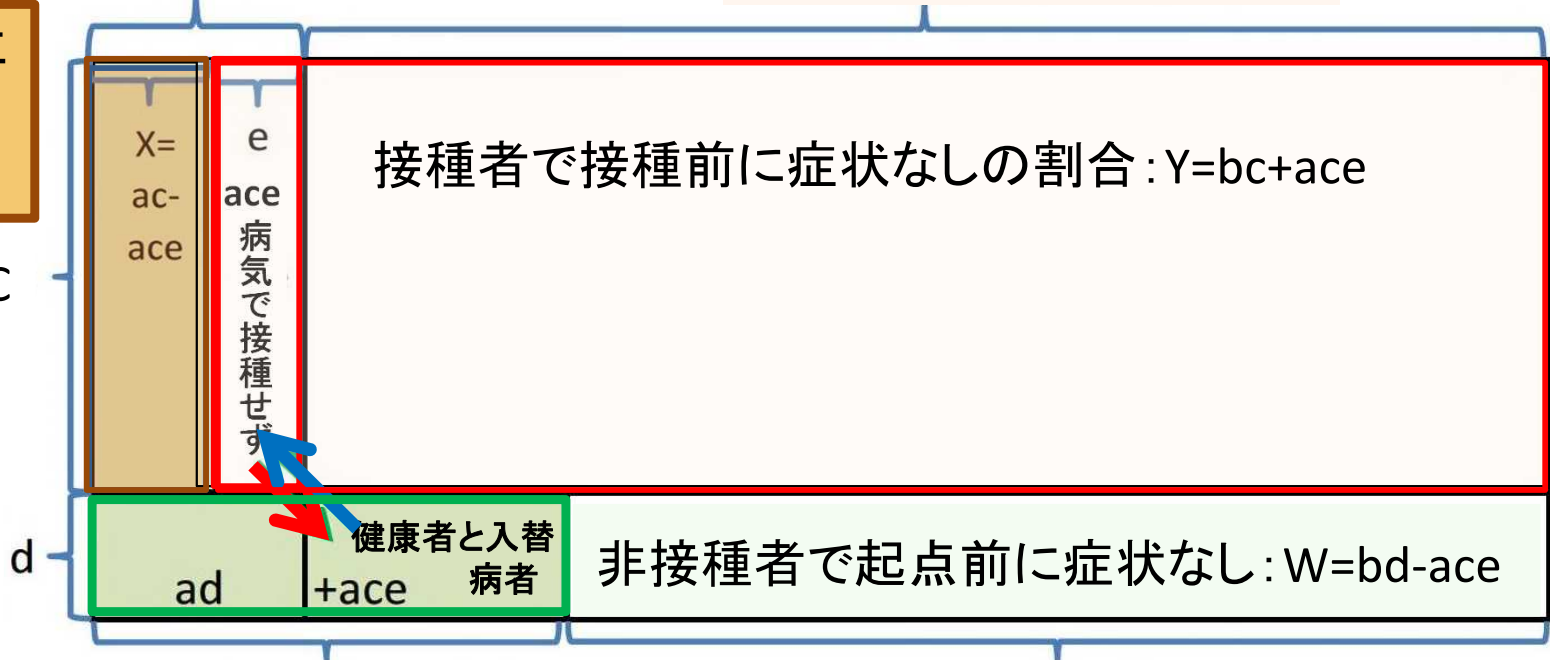 X=
ac-
ace
e
ace
病気で接種せず
接種者で接種前に症状なしの割合：Y=bc+ace
c
d
ad
+ace
健康者と入替
病者
非接種者で起点前に症状なし：W=bd-ace